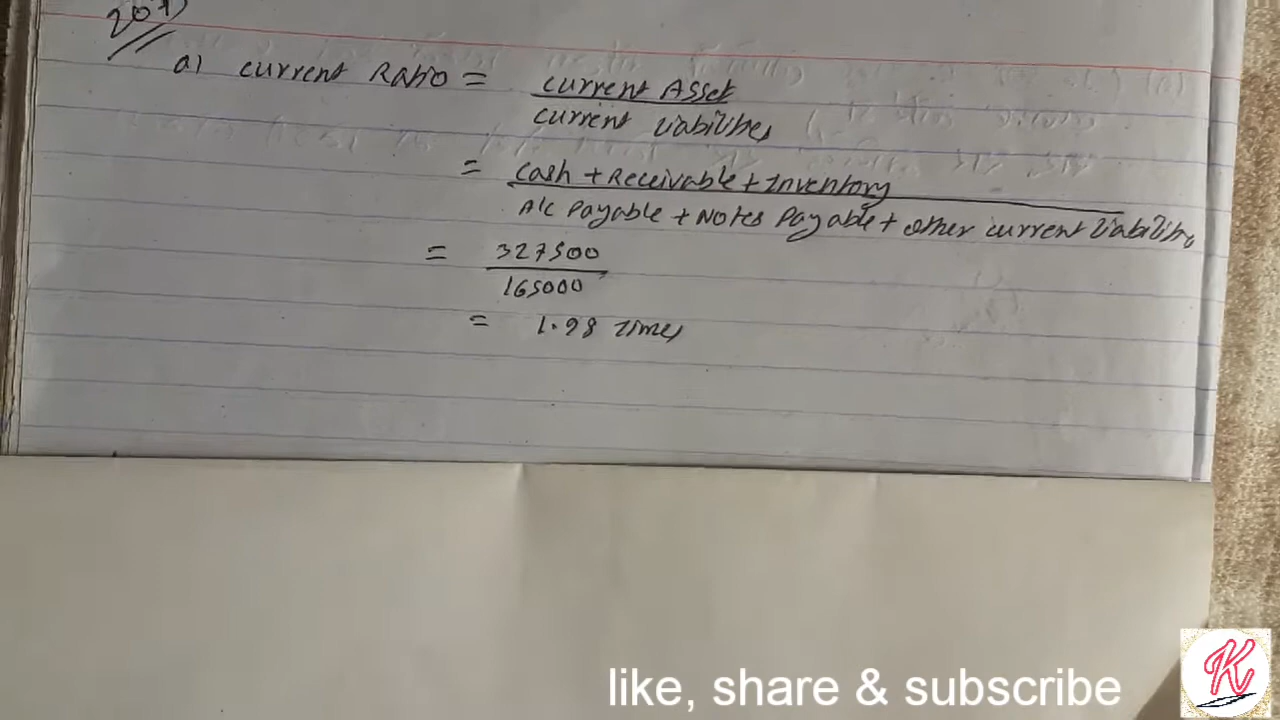 a) Current Ratio = Current Asset
Current Liabilities
= Cash + Receivable + Inventory
A/c Payable + Notes Payable + other current liabilities
= 327500
165000
= 1.98 times
like, share & subscribe
K